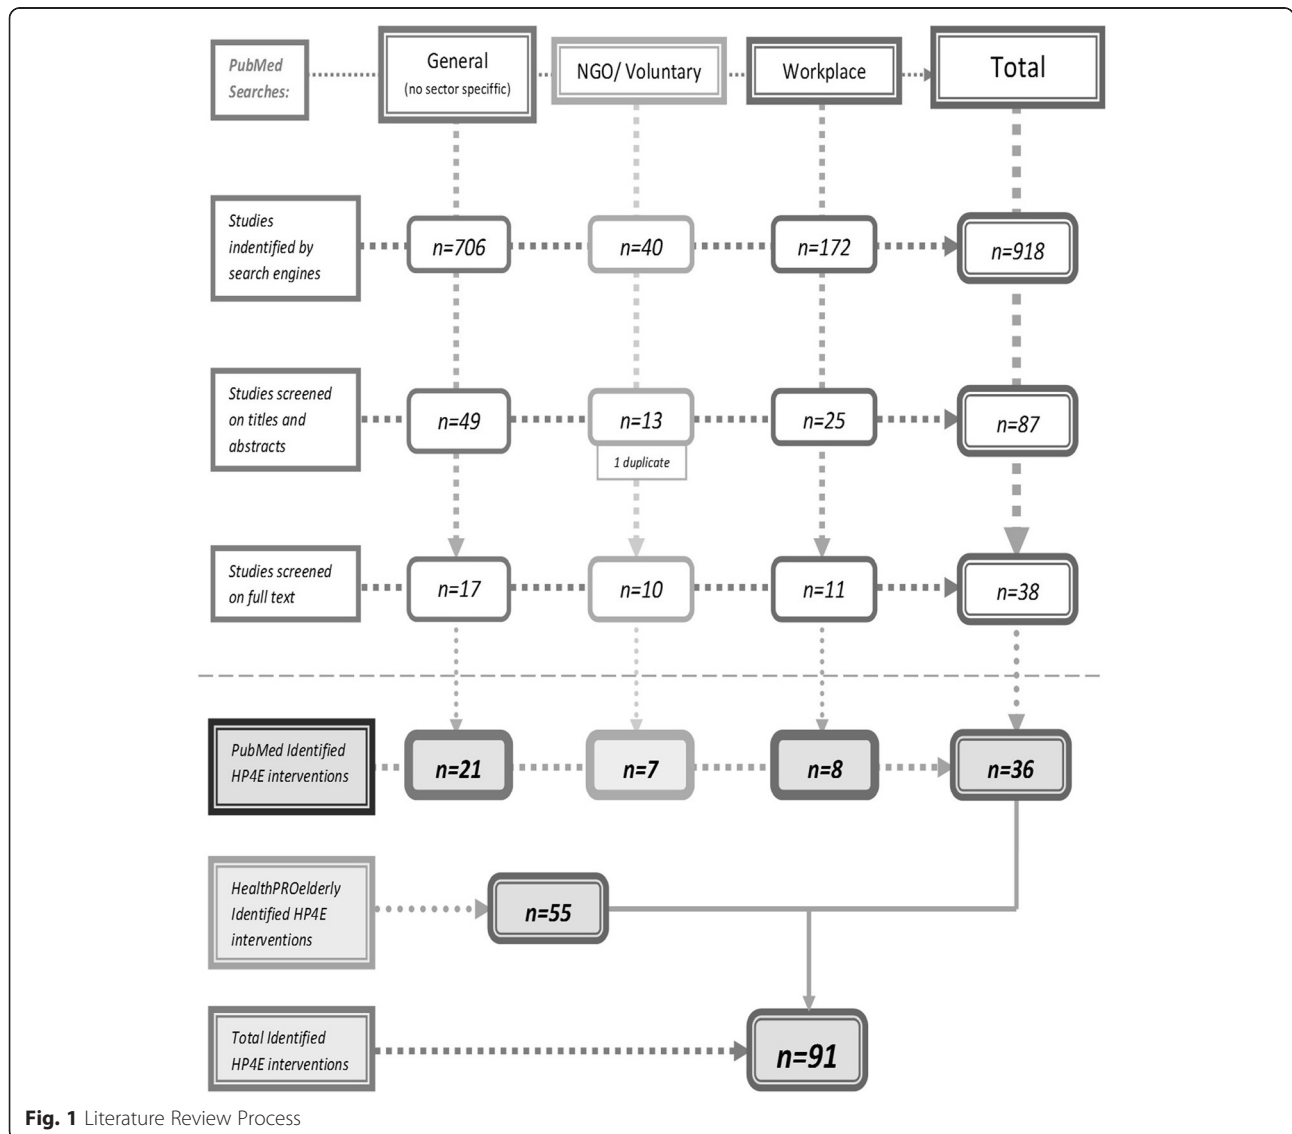 PubMed
Searches:
General
(no sector speciffic)
NGO/ Voluntary
Workplace
Total
Studies
indentified by
search engines
n=706
n=40
n=172
n=918
Studies screened
on titles and
abstracts
n=49
n=13
1 duplicate
n=25
n=87
Studies screened
on full text
n=17
n=10
n=11
n=38
PubMed Identified
HP4E interventions
n=21
n=7
n=8
n=36
HealthPROelderly
Identified HP4E
interventions
n=55
Total Identified
HP4E interventions
n=91
Fig. 1 Literature Review Process